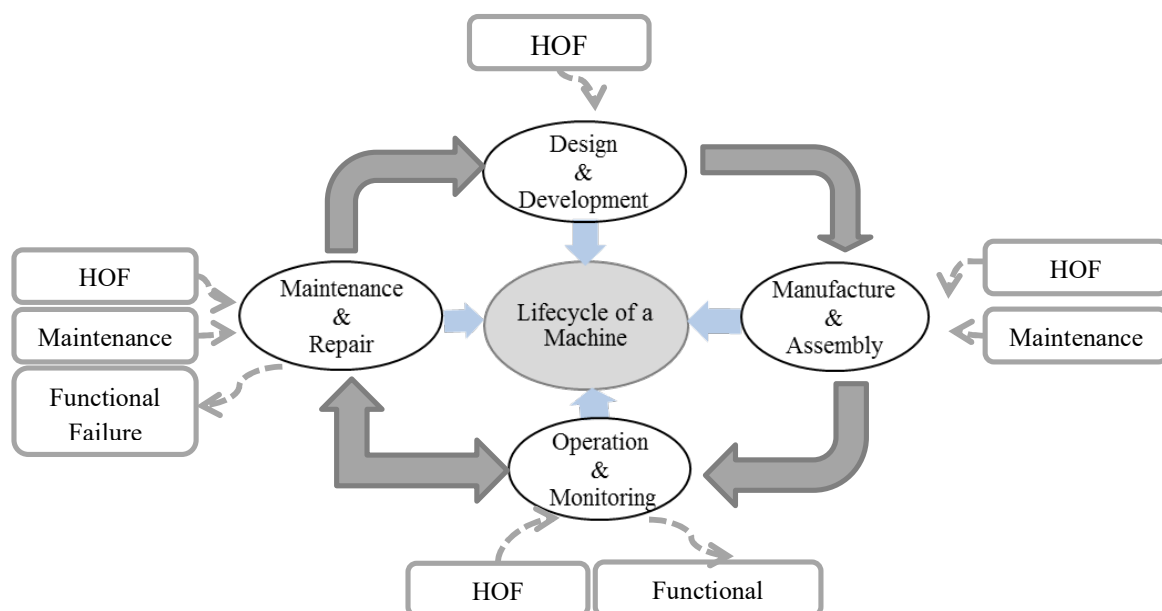 HOF
Design
&
Development
HOF
Maintenance
Functional
Failure
Maintenance
&
Repair
Lifecycle of a
Machine
Manufacture
&
Assembly
HOF
Maintenance
Operation
&
Monitoring
HOF
Functional